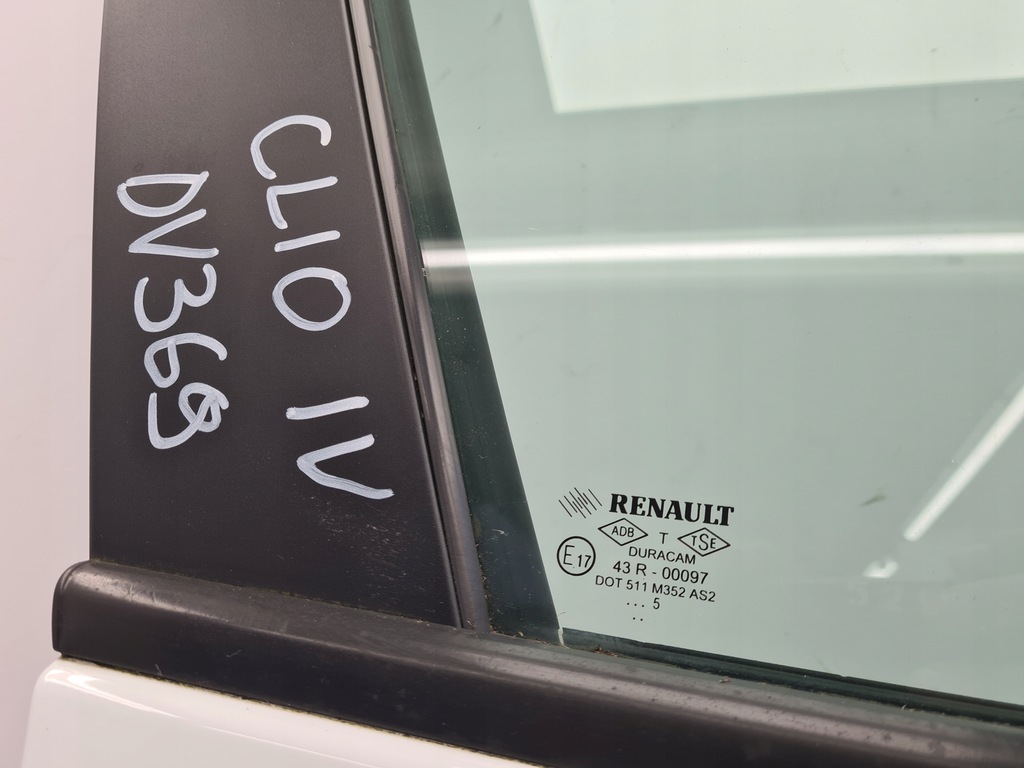 CLIO IV
DV369
RENAULT
ADB T TSE
DURACAM
E17
43 R - 00097
DOT 511 M352 AS2
... 5
..